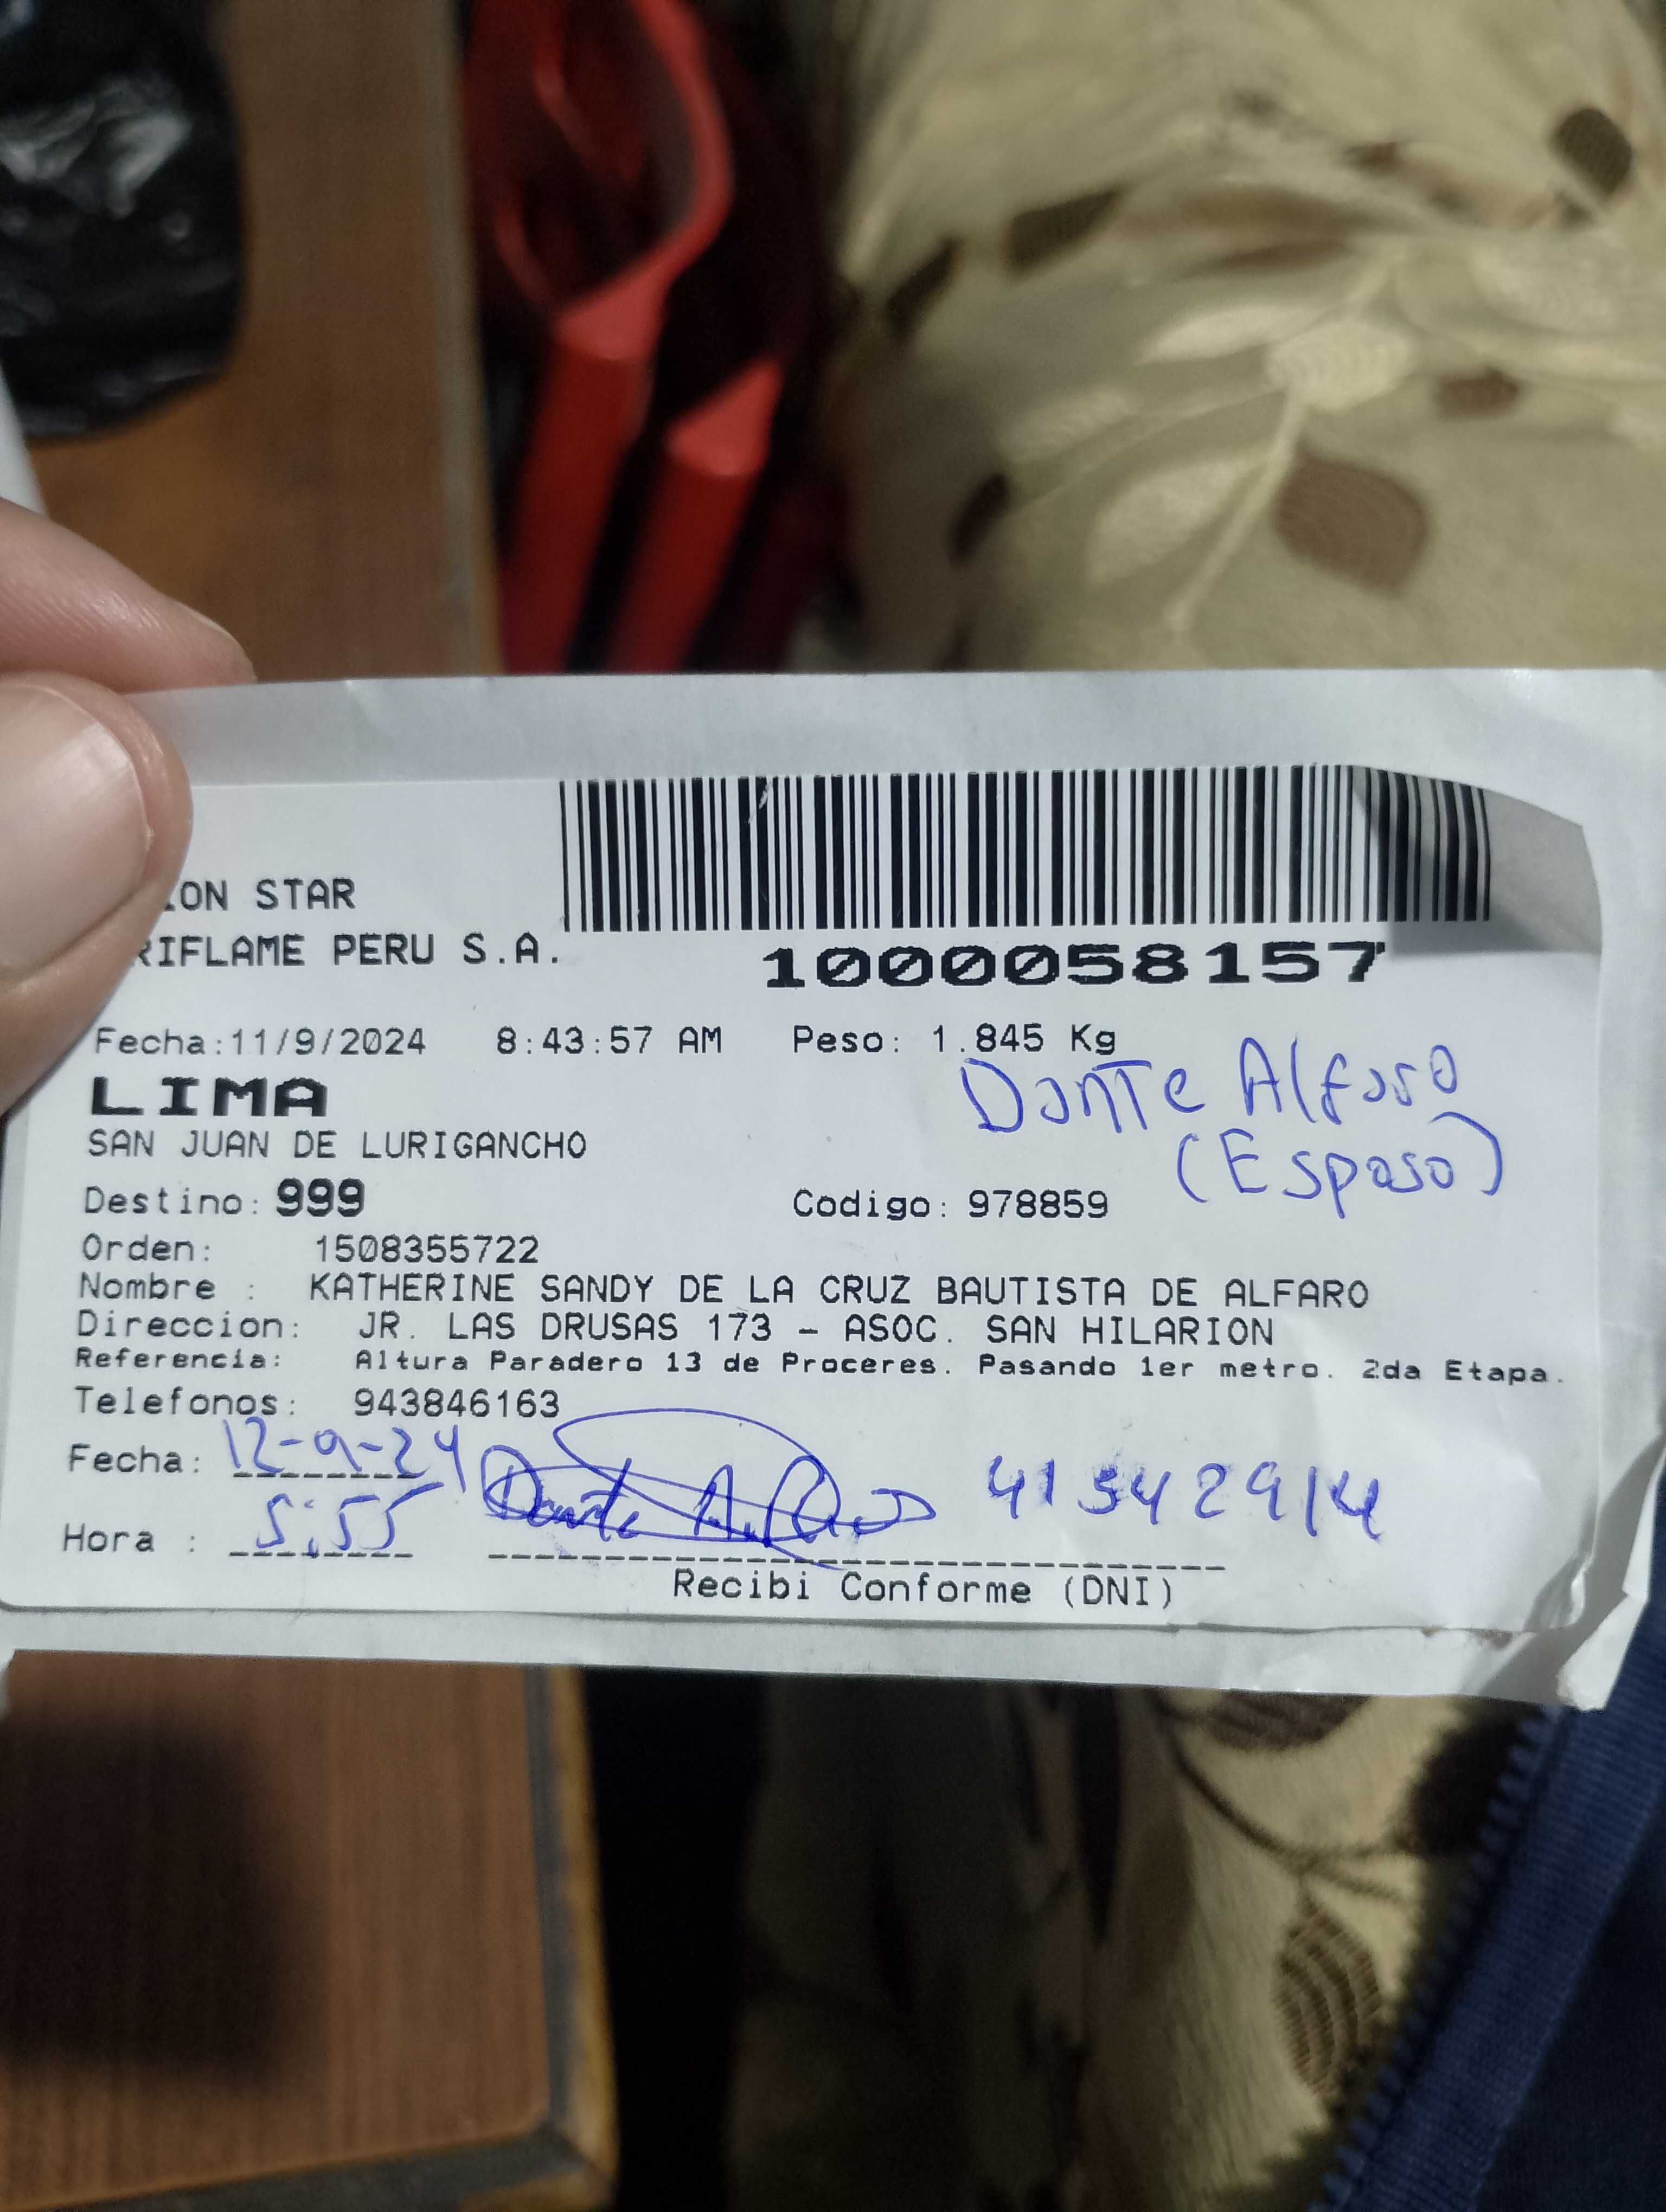 ION STAR
RIFLAME PERU S.A.
1000058157
Fecha:11/9/2024 8:43:57 AM Peso: 1.845 Kg
Dante Alfaro
(Esposo)
LIMA
SAN JUAN DE LURIGANCHO
Destino: 999 Codigo: 978859
Orden: 1508355722
Nombre : KATHERINE SANDY DE LA CRUZ BAUTISTA DE ALFARO
Direccion: JR. LAS DRUSAS 173 - ASOC. SAN HILARION
Referencia: Altura Paradero 13 de Proceres. Pasando 1er metro. 2da Etapa.
Telefonos: 943846163
Fecha: 12-9-24 Dante Alfaro 41342914
Hora : 5:55
Recibi Conforme (DNI)